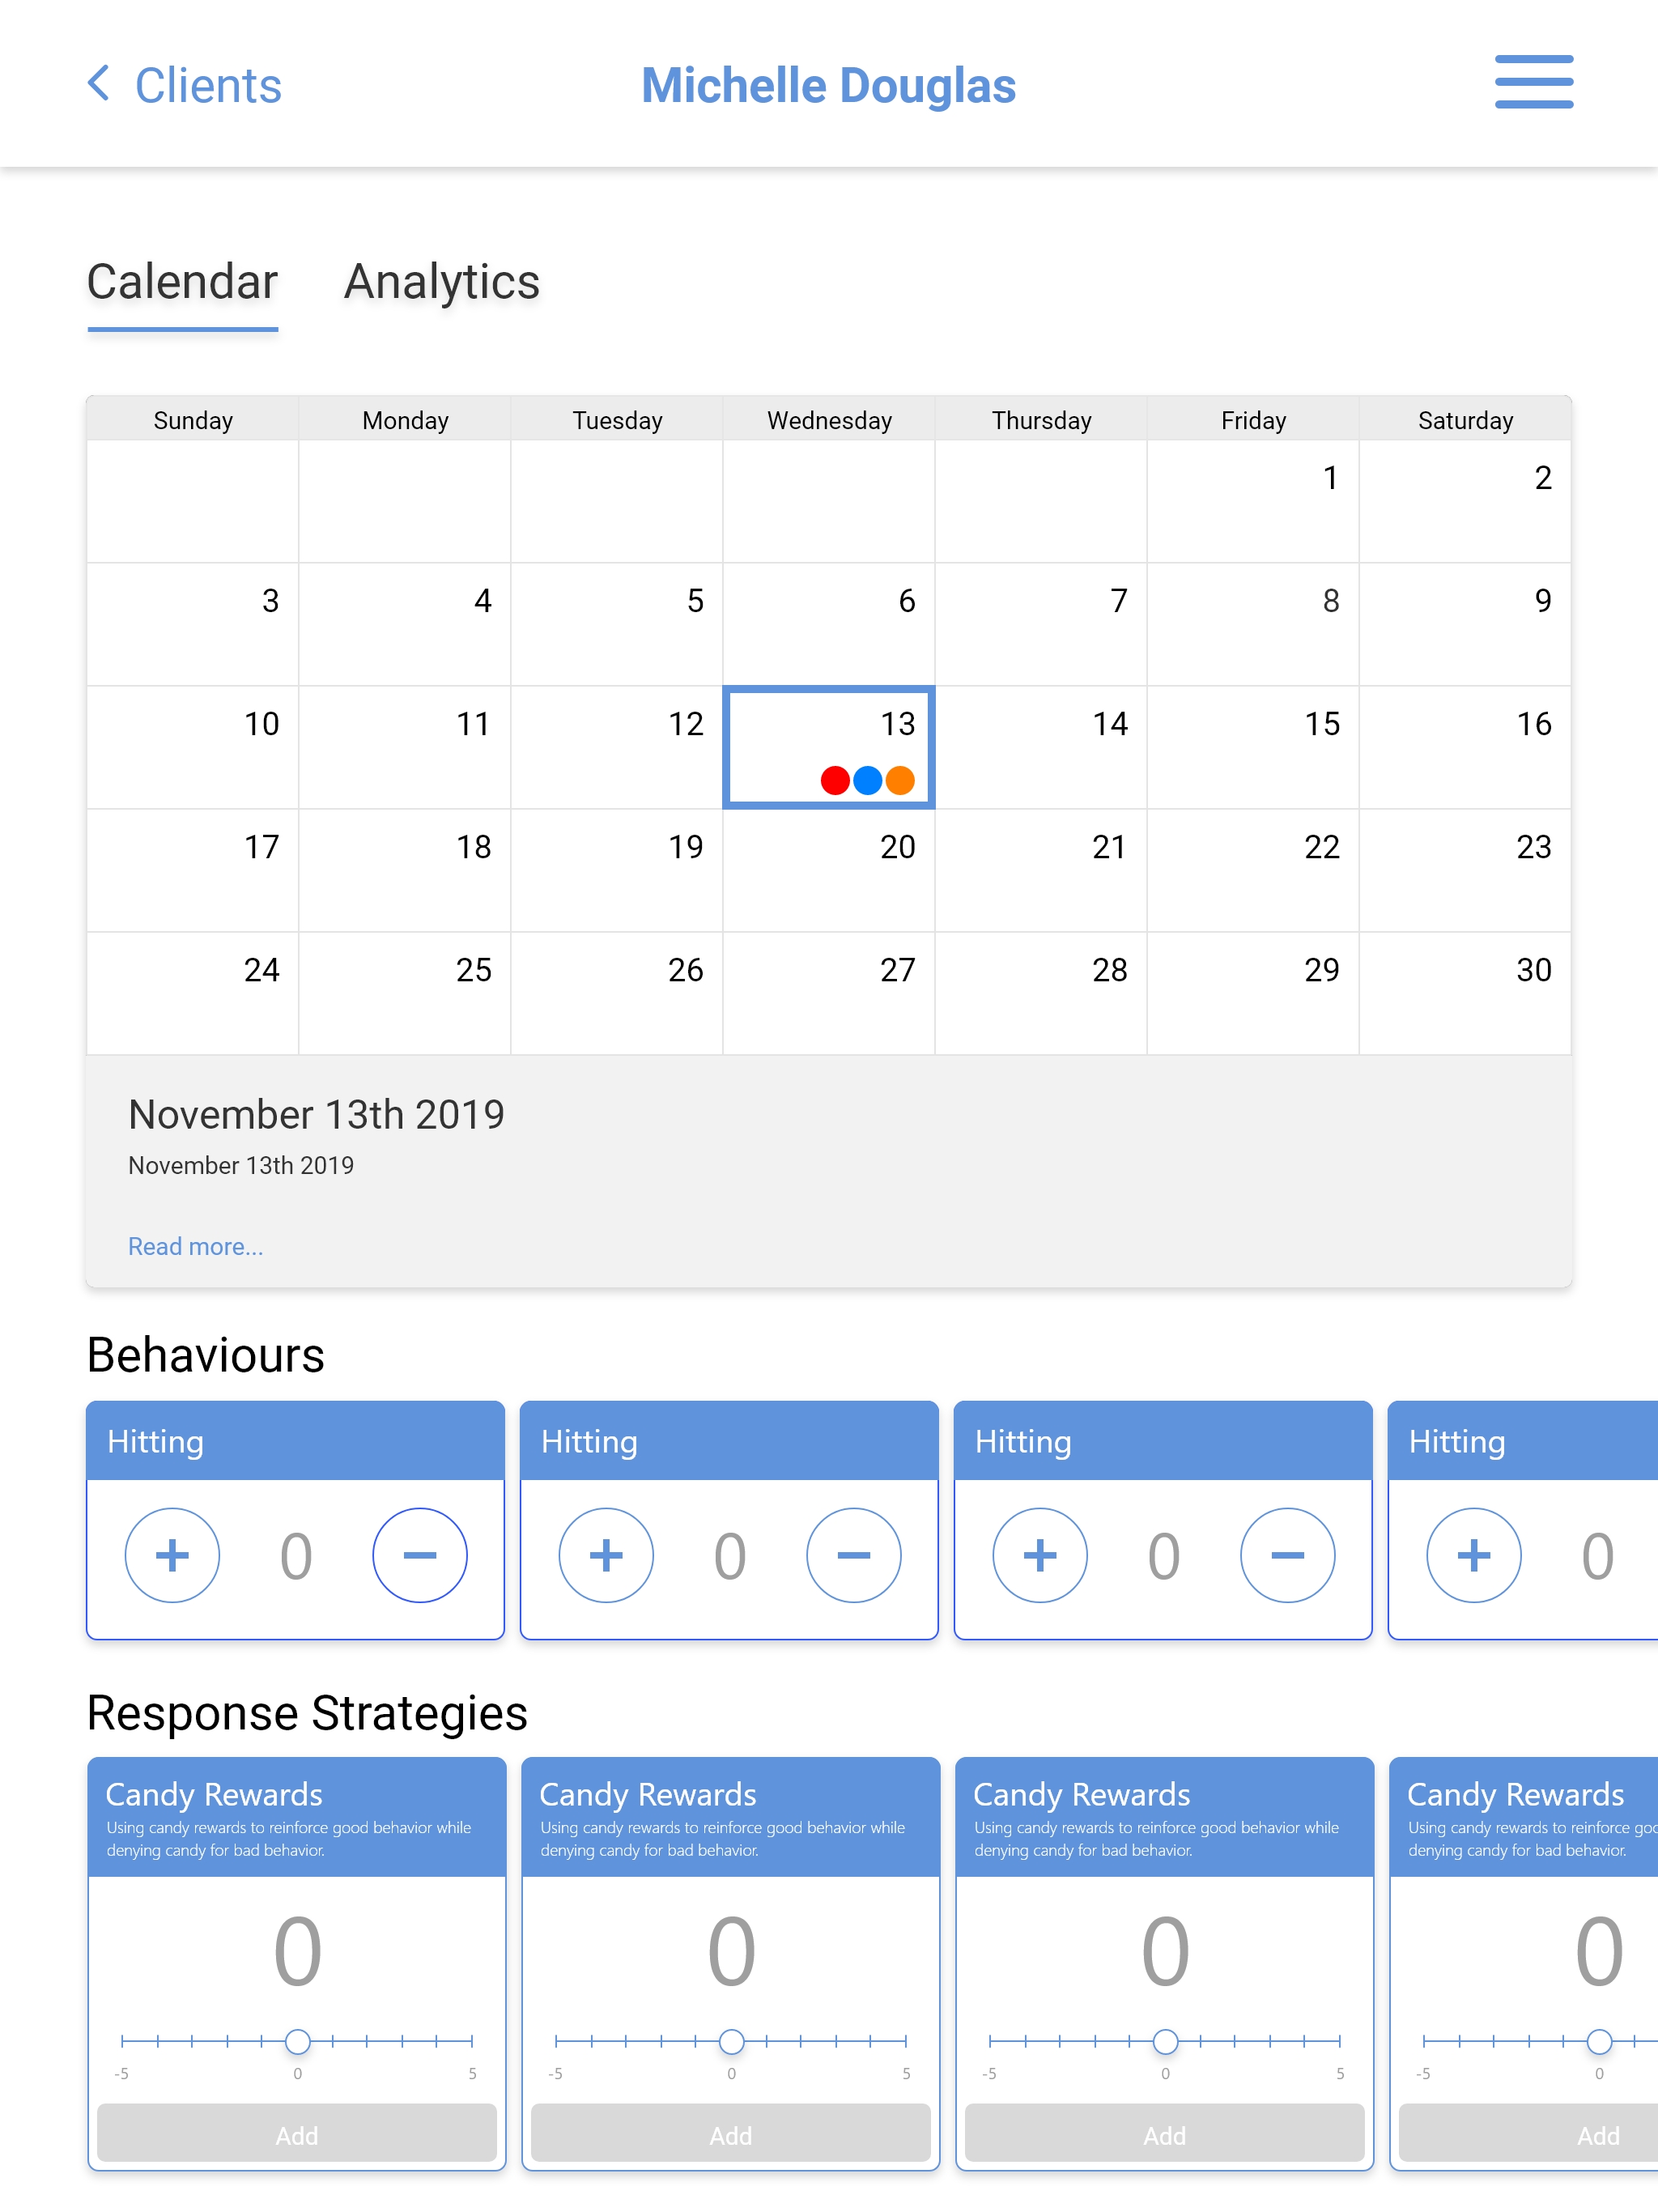 Clients
Michelle Douglas
Calendar
Analytics
Sunday Monday Tuesday Wednesday Thursday Friday Saturday
1 2
3 4 5 6 7 8 9
10 11 12 13 14 15 16
17 18 19 20 21 22 23
24 25 26 27 28 29 30
November 13th 2019
November 13th 2019
Read more...
Behaviours
Hitting Hitting Hitting Hitting
+ 0 − + 0 − + 0 − + 0
Response Strategies
Candy Rewards
Using candy rewards to reinforce good behavior while
denying candy for bad behavior.
0
-5 0 5
Add
Candy Rewards
Using candy rewards to reinforce good behavior while
denying candy for bad behavior.
0
-5 0 5
Add
Candy Rewards
Using candy rewards to reinforce good behavior while
denying candy for bad behavior.
0
-5 0 5
Add
Candy Rewards
Using candy rewards to reinforce
denying candy for bad behavior.
0
-5 0
Add